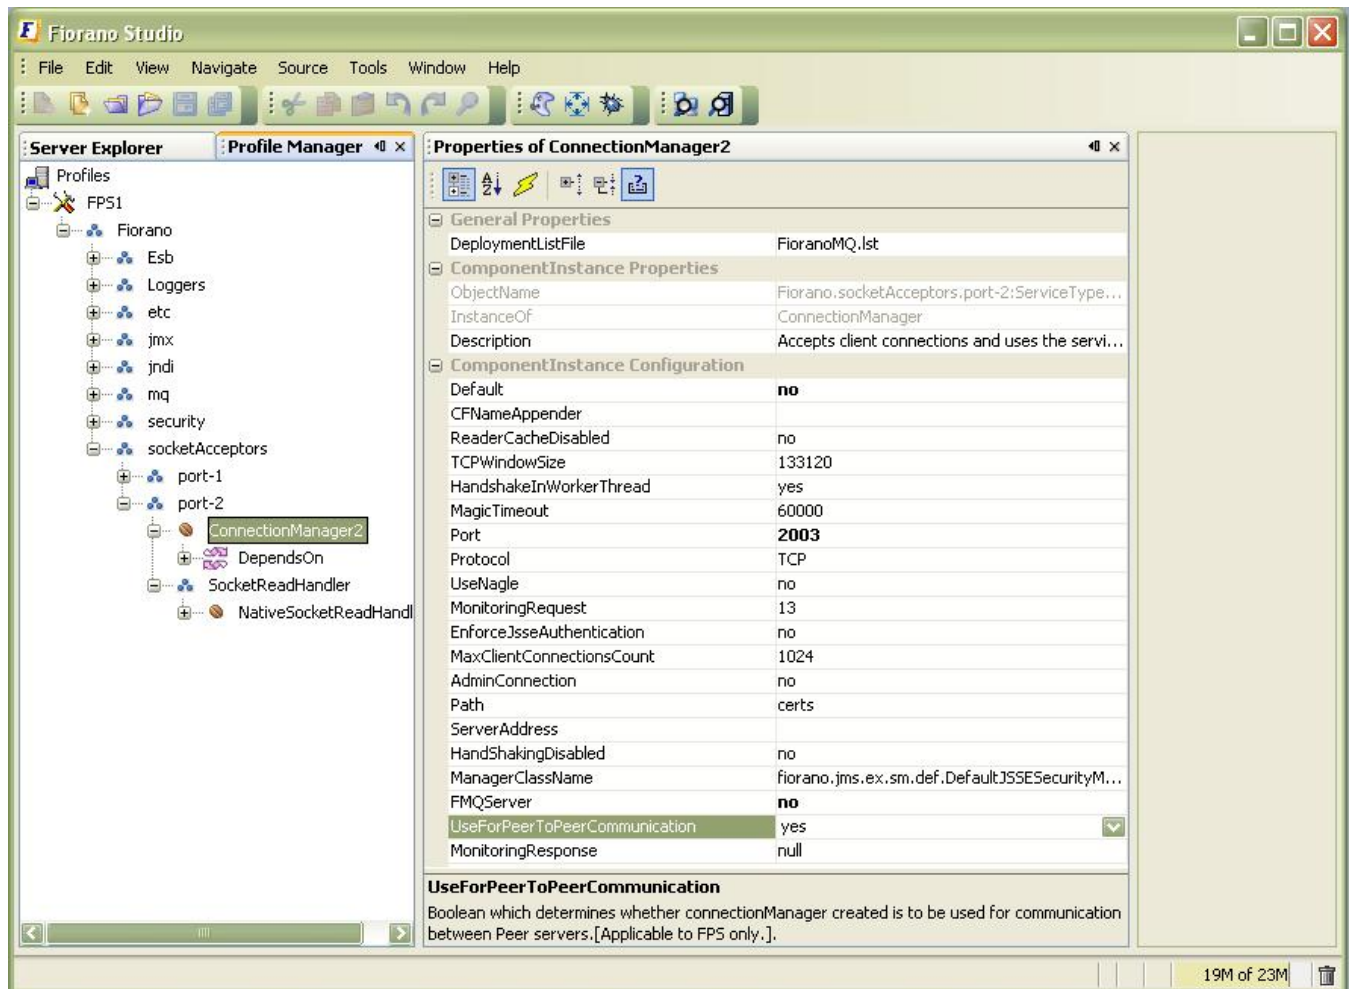 Fiorano Studio
File Edit View Navigate Source Tools Window Help
Server Explorer Profile Manager
Profiles
FPS1
Fiorano
Esb
Loggers
etc
jmx
jndi
mq
security
socketAcceptors
port-1
port-2
ConnectionManager2
DependsOn
SocketReadHandler
NativeSocketReadHandl
Properties of ConnectionManager2
General Properties
DeploymentListFile FioranoMQ.lst
ComponentInstance Properties
ObjectName Fiorano.socketAcceptors.port-2:ServiceType...
InstanceOf ConnectionManager
Description Accepts client connections and uses the servi...
ComponentInstance Configuration
Default no
CFNameAppender
ReaderCacheDisabled no
TCPWindowSize 133120
HandshakeInWorkerThread yes
MagicTimeout 60000
Port 2003
Protocol TCP
UseNagle no
MonitoringRequest 13
EnforceJsseAuthentication no
MaxClientConnectionsCount 1024
AdminConnection no
Path certs
ServerAddress
HandShakingDisabled no
ManagerClassName fiorano.jms.ex.sm.def.DefaultJSSESecurityM...
FMQServer no
UseForPeerToPeerCommunication yes
MonitoringResponse null
UseForPeerToPeerCommunication
Boolean which determines whether connectionManager created is to be used for communication
between Peer servers.[Applicable to FPS only.].
19M of 23M